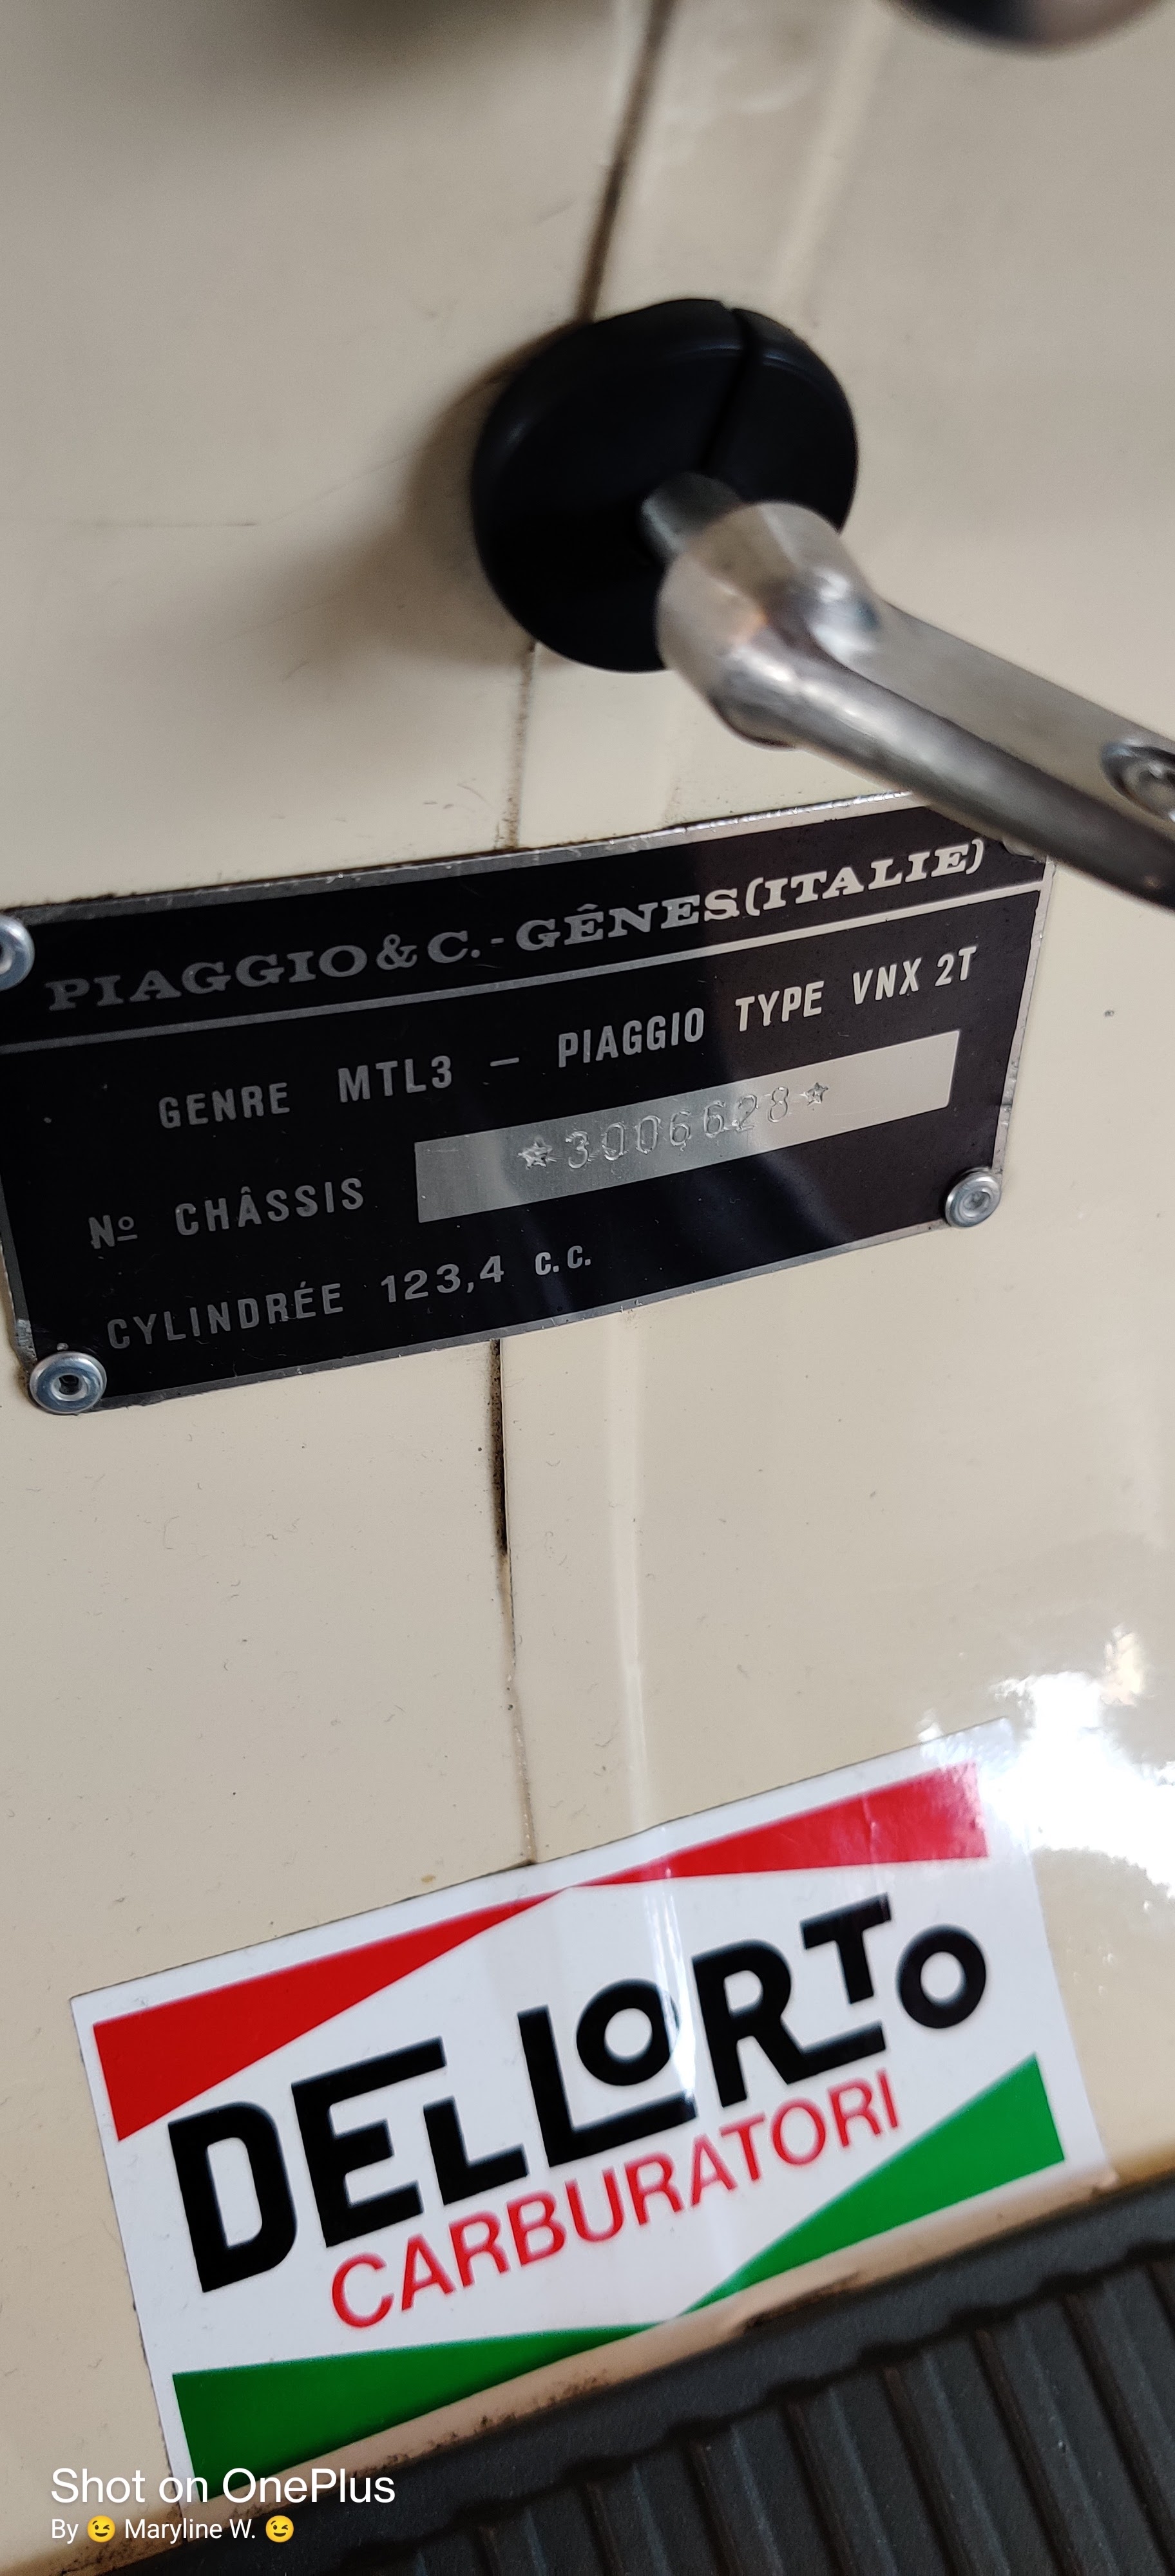 PIAGGIO & C. - GÊNES (ITALIE)
GENRE MTL3 — PIAGGIO TYPE VNX 2T
Nº CHÂSSIS ☆3006628☆
CYLINDRÉE 123,4 c.c.
DELLORTO
CARBURATORI
Shot on OnePlus
By 😉 Maryline W. 😉